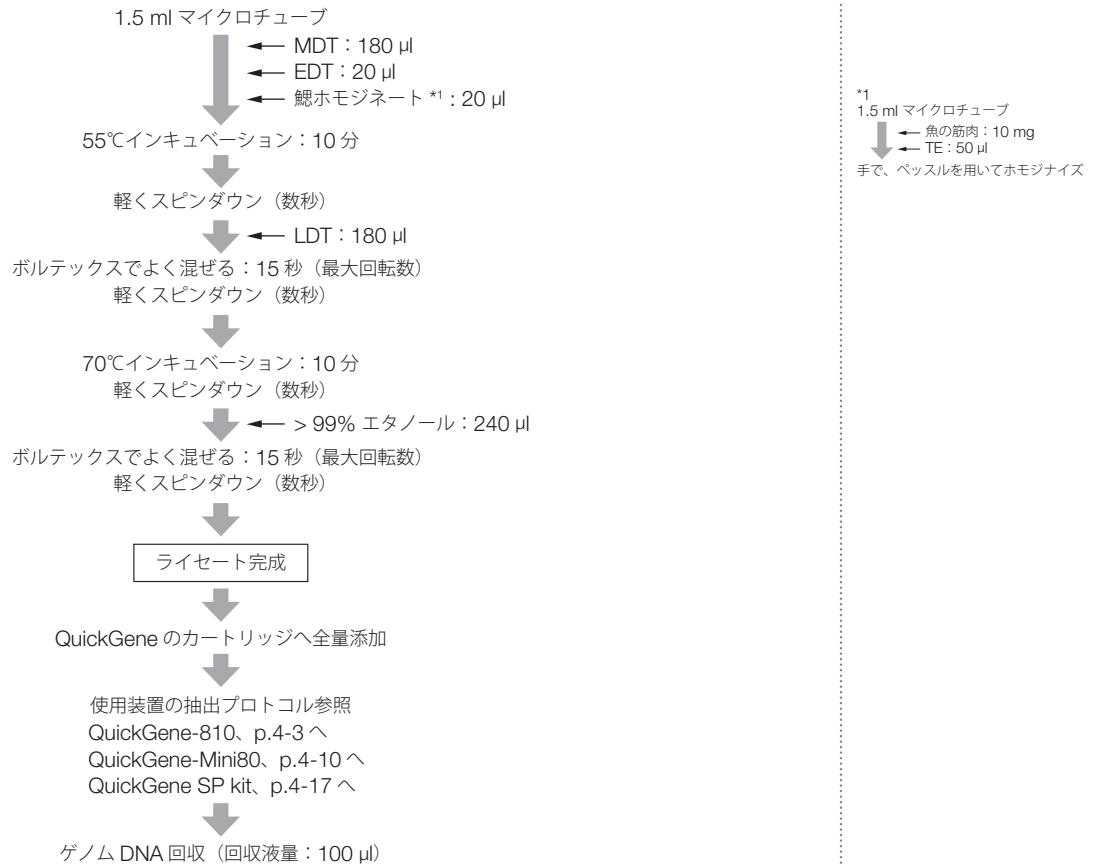 1.5 ml マイクロチューブ
MDT：180 µl
EDT：20 µl
鰓ホモジネート *1：20 µl
55℃インキュベーション：10 分
軽くスピンダウン（数秒）
LDT：180 µl
ボルテックスでよく混ぜる：15 秒（最大回転数）
軽くスピンダウン（数秒）
70℃インキュベーション：10 分
軽くスピンダウン（数秒）
> 99% エタノール：240 µl
ボルテックスでよく混ぜる：15 秒（最大回転数）
軽くスピンダウン（数秒）
ライセート完成
QuickGene のカートリッジへ全量添加
使用装置の抽出プロトコル参照
QuickGene-810、p.4-3 へ
QuickGene-Mini80、p.4-10 へ
QuickGene SP kit、p.4-17 へ
ゲノム DNA 回収（回収液量：100 µl）
*1
1.5 ml マイクロチューブ
魚の筋肉：10 mg
TE：50 µl
手で、ペッスルを用いてホモジナイズ